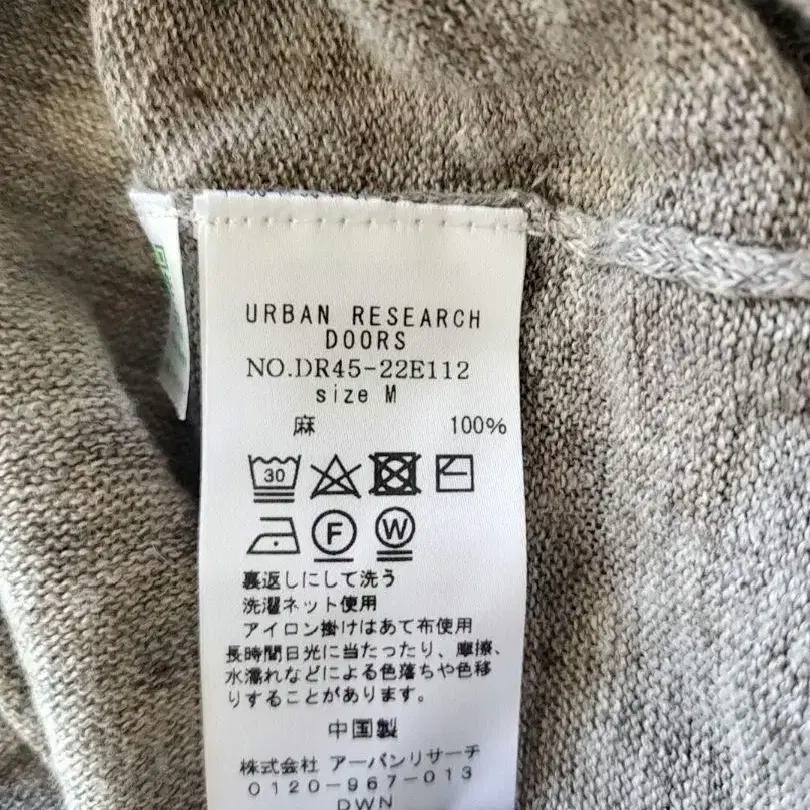 URBAN RESEARCH
DOORS
NO.DR45-22E112
size M
麻 100%
30
F W
裏返しにして洗う
洗濯ネット使用
アイロン掛けはあて布使用
長時間日光に当たったり、摩擦、
水濡れなどによる色落ちや色移
りすることがあります。
中国製
株式会社 アーバンリサーチ
0120-967-013
DWN